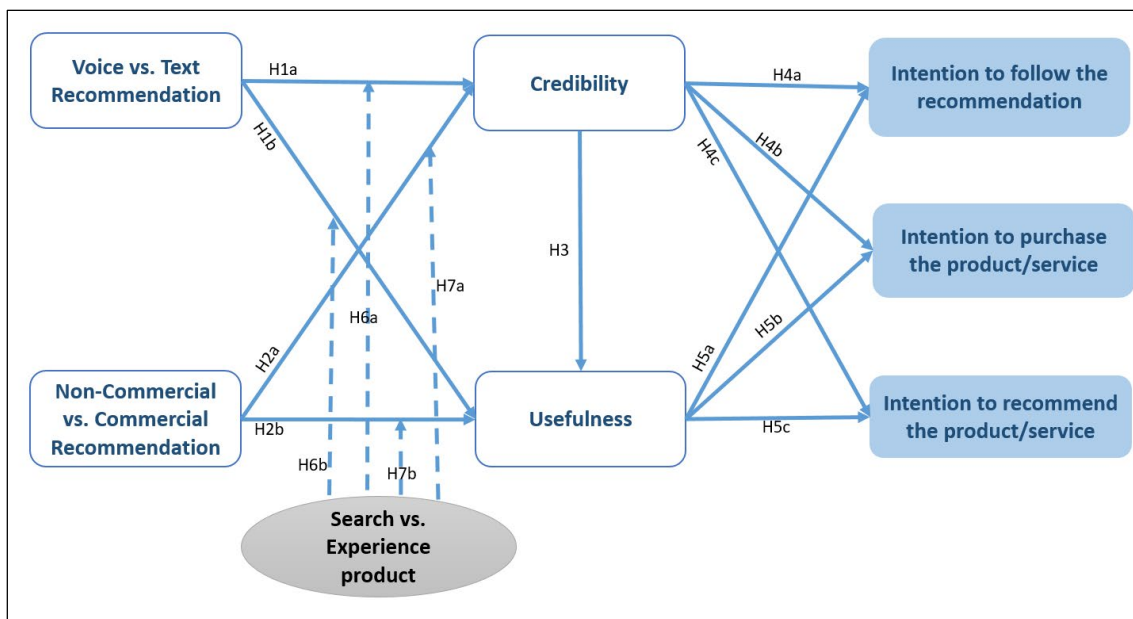 Voice vs. Text
Recommendation
H1a
H1b
Credibility
H4a
H4b
H4c
Intention to follow the
recommendation
H3
Intention to purchase
the product/service
H7a
H6a
H2a
H5a
H5b
Non-Commercial
vs. Commercial
Recommendation
H2b
H6b
H7b
Usefulness
H5c
Intention to recommend
the product/service
Search vs.
Experience
product